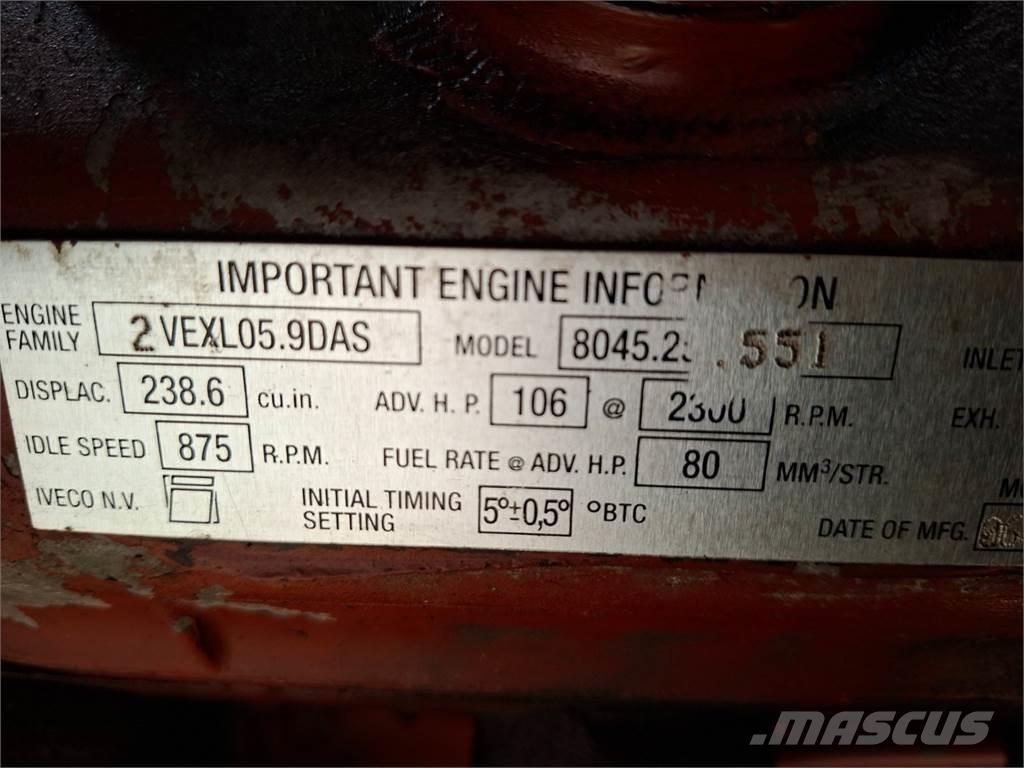 IMPORTANT ENGINE
ENGINE FAMILY 2VEXL05.9DAS MODEL 8045.2 .551 INLET
DISPLAC. 238.6 cu.in. ADV. H. P. 106 @ 2300 R.P.M. EXH.
IDLE SPEED 875 R.P.M. FUEL RATE @ ADV. H.P. 80 MM³/STR.
IVECO N.V. INITIAL TIMING SETTING 5°±0,5° °BTC
DATE OF MFG.
MASCUS